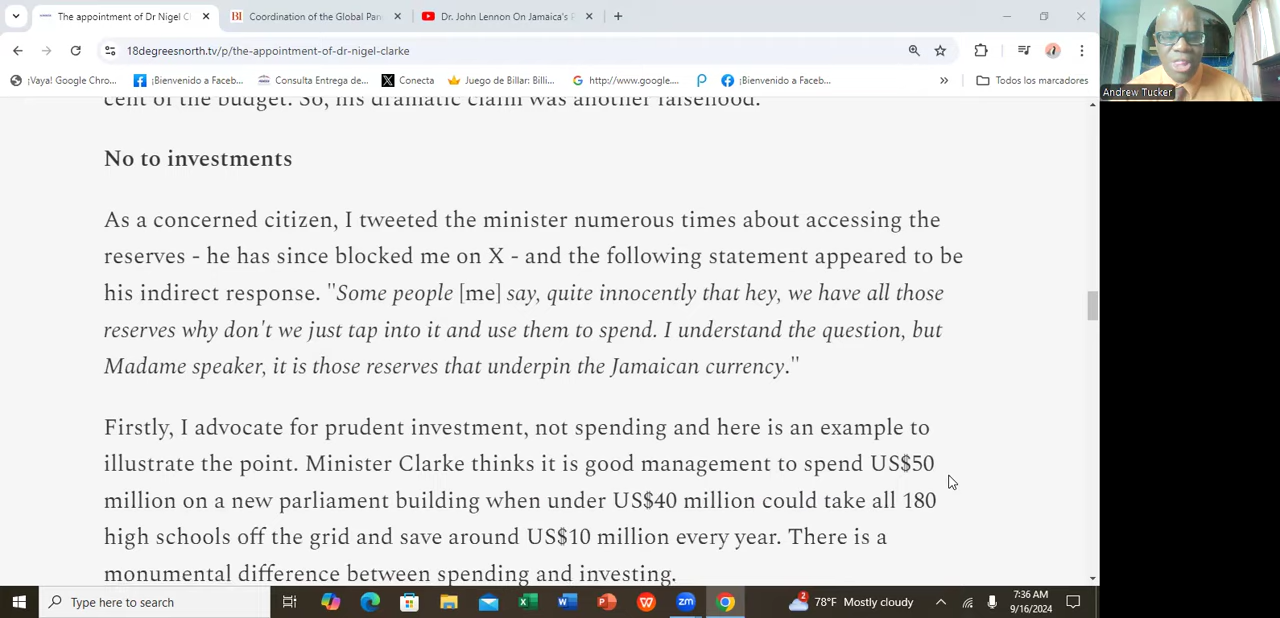 The appointment of Dr Nigel C
Coordination of the Global Pan
Dr. John Lennon On Jamaica's
18degreesnorth.tv/p/the-appointment-of-dr-nigel-clarke
¡Vaya! Google Chro...
¡Bienvenido a Faceb...
Consulta Entrega de...
Conecta
Juego de Billar: Billi...
http://www.google....
¡Bienvenido a Faceb...
»
Todos los marcadores
Andrew Tucker
cent of the budget. So, his dramatic claim was another falsehood.
No to investments
As a concerned citizen, I tweeted the minister numerous times about accessing the
reserves - he has since blocked me on X - and the following statement appeared to be
his indirect response. "Some people [me] say, quite innocently that hey, we have all those
reserves why don't we just tap into it and use them to spend. I understand the question, but
Madame speaker, it is those reserves that underpin the Jamaican currency."
Firstly, I advocate for prudent investment, not spending and here is an example to
illustrate the point. Minister Clarke thinks it is good management to spend US$50
million on a new parliament building when under US$40 million could take all 180
high schools off the grid and save around US$10 million every year. There is a
monumental difference between spending and investing.
Type here to search
zm
2
78°F Mostly cloudy
7:36 AM
9/16/2024